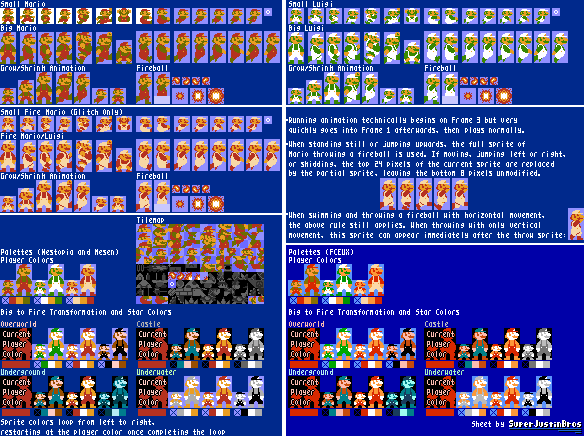 Small Mario
Big Mario
Grow/Shrink Animation
Fireball
Small Luigi
Big Luigi
Grow/Shrink Animation
Fireball
Small Fire Mario (Glitch Only)
Fire Mario/Luigi
Grow/Shrink Animation
Fireball
Running animation technically begins on Frame 3 but very
quickly goes into Frame 1 afterwards, then plays normally.
When standing still or jumping upwards, the full sprite of
Mario throwing a fireball is used. If moving, jumping left or right,
or skidding, the top 24 pixels of the current sprite are replaced
by the partial sprite, leaving the bottom 8 pixels unmodified.
When swimming and throwing a fireball with horizontal movement,
the above rule still applies. When throwing with only vertical
movement, this sprite can appear immediately after the throw sprite:
Tilemap
Palettes (Nestopia and Mesen)
Player Colors
Big to Fire Transformation and Star Colors
Overworld
Current
Player
Color
Castle
Current
Player
Color
Underground
Current
Player
Color
Underwater
Current
Player
Color
Sprite colors loop from left to right,
restarting at the player color once completing the loop
Palettes (FCEUX)
Player Colors
Big to Fire Transformation and Star Colors
Overworld
Current
Player
Color
Castle
Current
Player
Color
Underground
Current
Player
Color
Underwater
Current
Player
Color
Sheet by SuperJustinBros